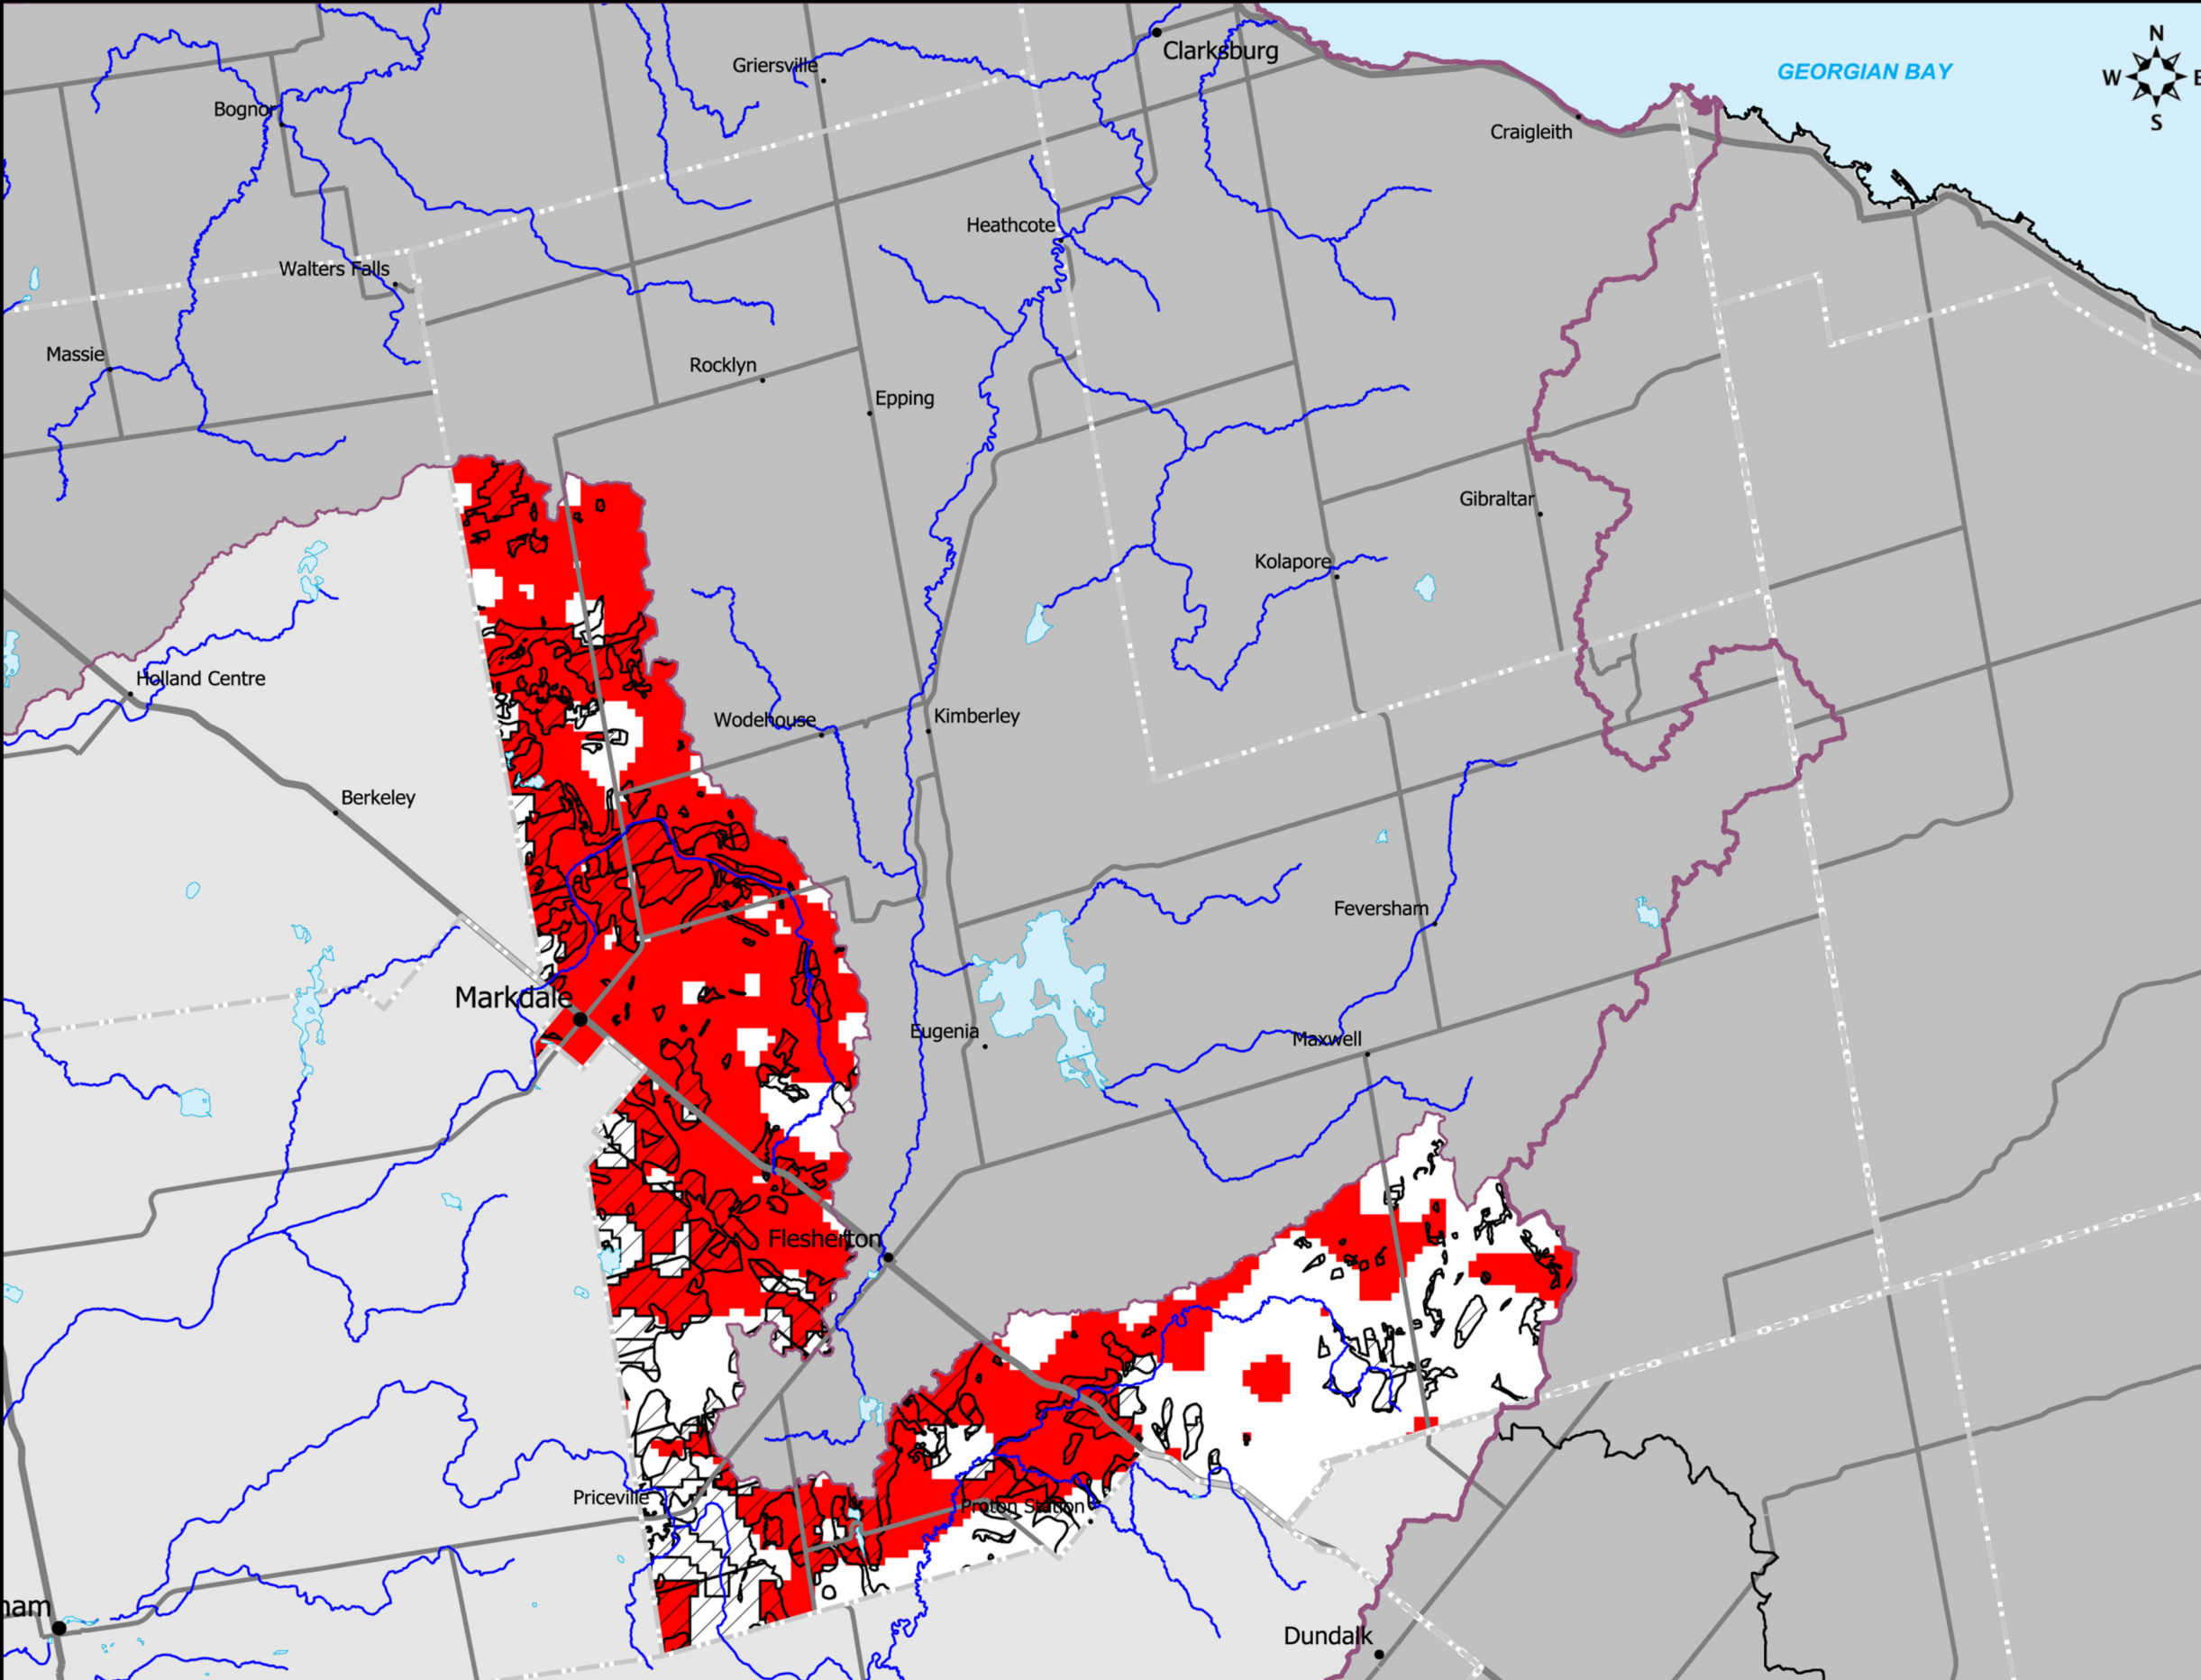 N
Clarksburg
Griersville
GEORGIAN BAY
W
E
Bognor
S
Craigleith
Heathcote
Walters Falls
Massie
Rocklyn
Epping
Gibraltar
Kolapore
Holland Centre
Wodehouse
Kimberley
Berkeley
Feversham
Markdale
Eugenia
Maxwell
Flesherton
Priceville
Proton Station
ham
Dundalk